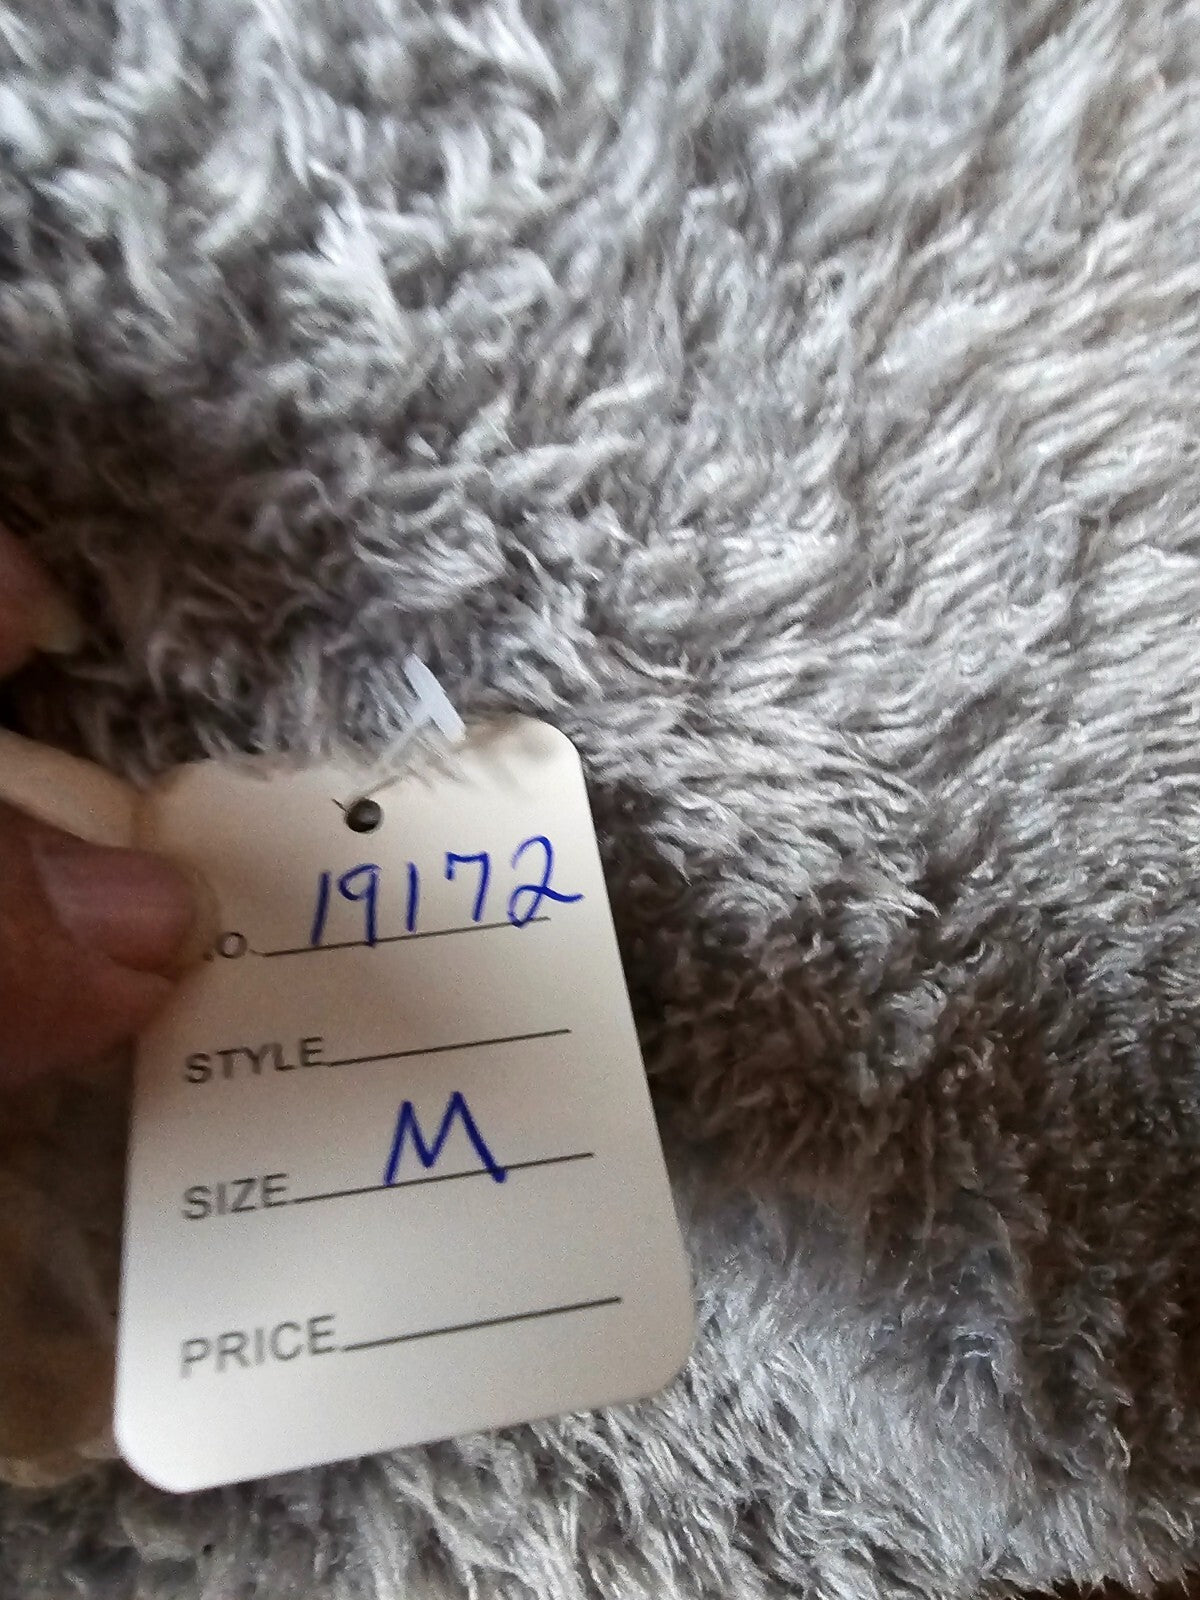 .O. 19172
STYLE
SIZE M
PRICE